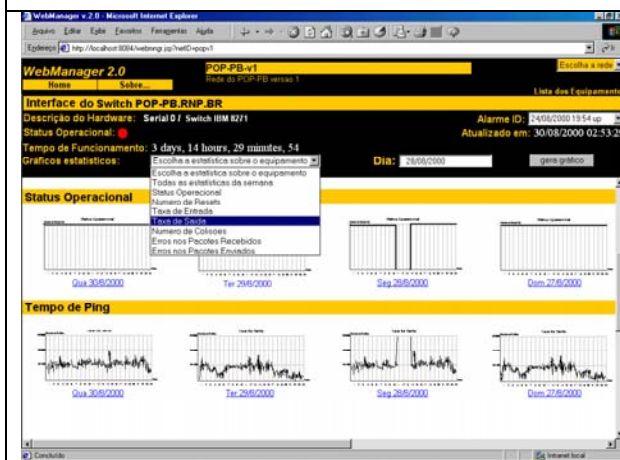 WebManager v.2.0 - Microsoft Internet Explorer
Arquivo Editar Exibir Favoritos Ferramentas Ajuda
Endereço http://localhost:8084/webmngr.jsp?netID=popv1
WebManager 2.0
POP-PB-v1
Rede do POP-PB versao 1
Escolha a rede
Home Sobre...
Lista dos Equipamento
Interface do Switch POP-PB.RNP.BR
Descrição do Hardware: Serial 0 / Switch IBM 8271
Alarme ID: 24/08/2000 19:54 up
Status Operacional:
Atualizado em: 30/08/2000 02:53:29
Tempo de Funcionamento: 3 days, 14 hours, 29 minutes, 54
Gráficos estatísticos: Escolha a estatística sobre o equipamento
Dia: 28/08/2000
gera gráfico
Escolha a estatística sobre o equipamento
Todas as estatísticas da semana
Status Operacional
Numero de Resets
Taxa de Entrada
Taxa de Saída
Numero de Colisoes
Erros nos Pacotes Recebidos
Erros nos Pacotes Enviados
Status Operacional
Qua 30/8/2000
Ter 29/8/2000
Seg 28/8/2000
Dom 27/8/2000
Tempo de Ping
Qua 30/8/2000
Ter 29/8/2000
Seg 28/8/2000
Dom 27/8/2000
Concluído
Intranet local